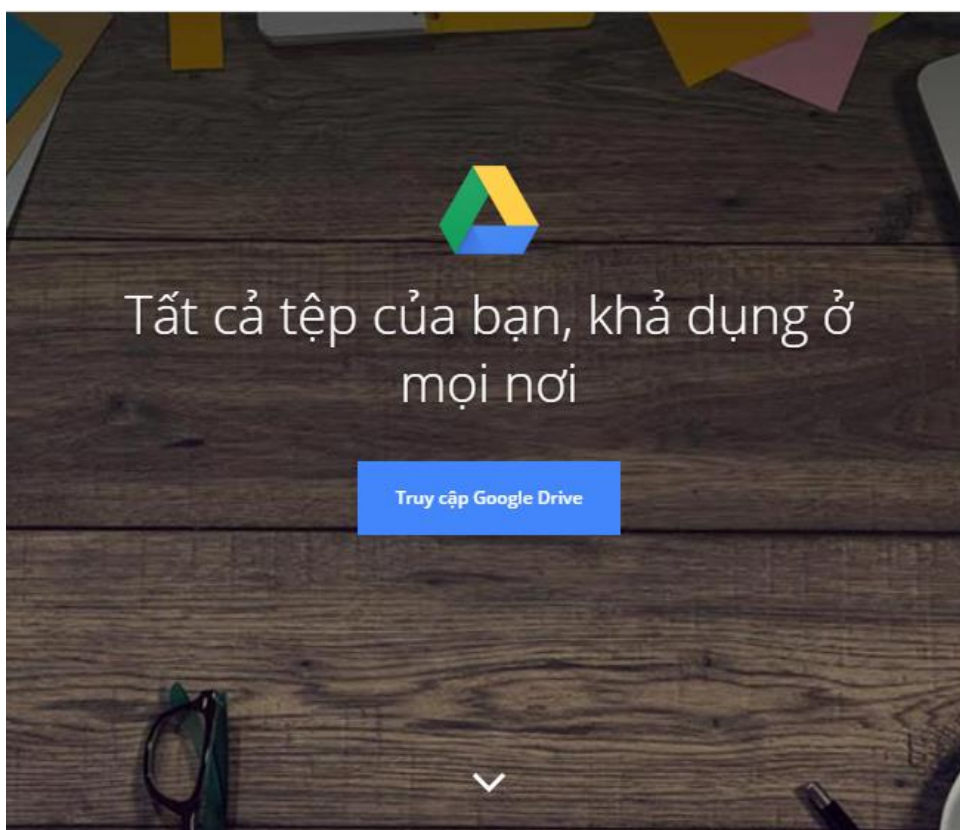 Tất cả tệp của bạn, khả dụng ở
mọi nơi
Truy cập Google Drive